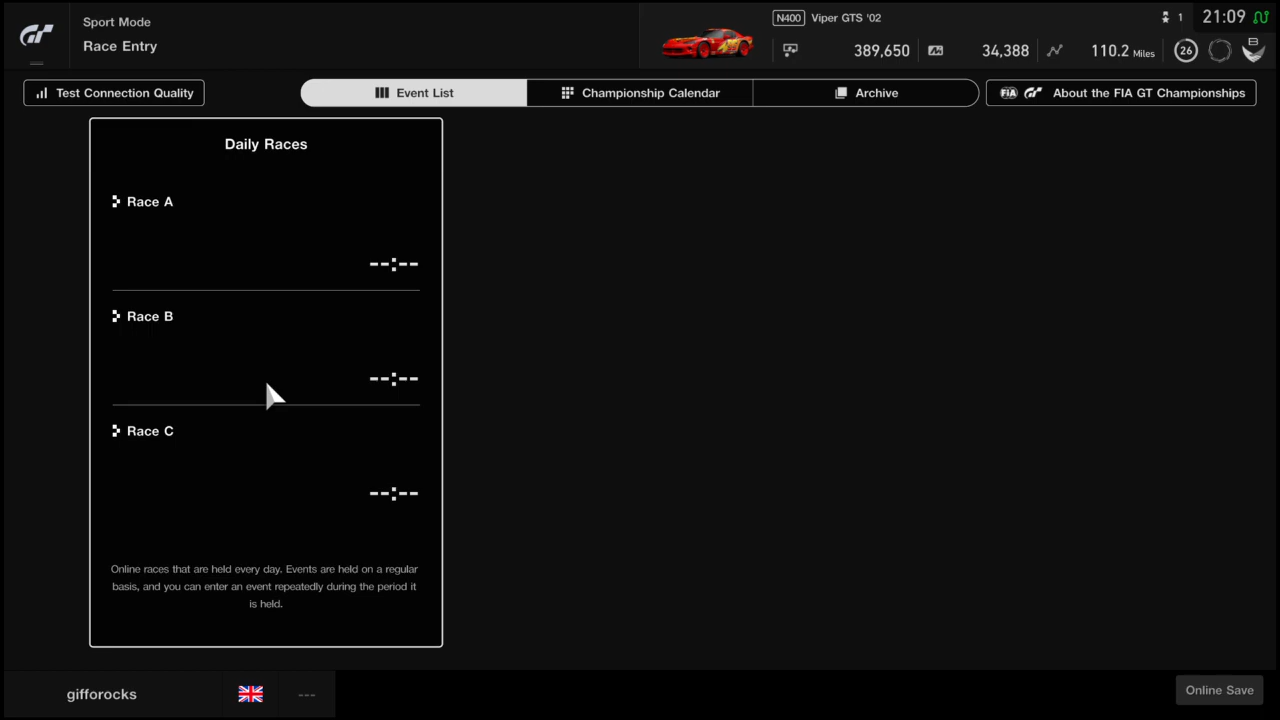 Sport Mode
Race Entry
N400 Viper GTS '02
1
21:09
389,650
34,388
110.2 Miles
26
B
Test Connection Quality
Event List
Championship Calendar
Archive
FIA GT About the FIA GT Championships
Daily Races
Race A
--:--
Race B
--:--
Race C
--:--
Online races that are held every day. Events are held on a regular
basis, and you can enter an event repeatedly during the period it
is held.
gifforocks
---
Online Save